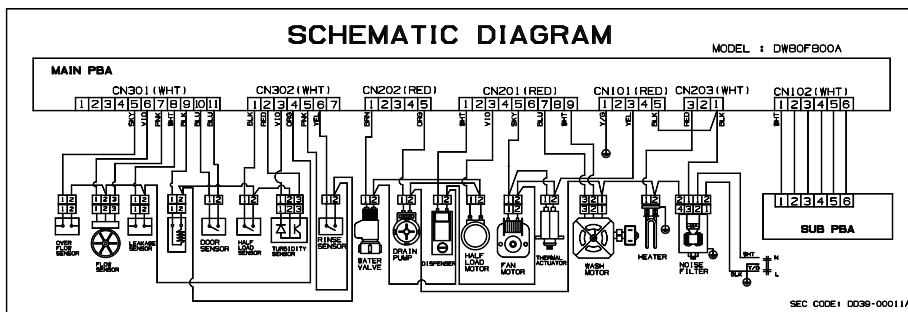 SCHEMATIC DIAGRAM
MODEL : DW80F800A
MAIN PBA
CN301(WHT) CN302(WHT) CN202(RED) CN201(RED) CN101(RED) CN203(WHT) CN102(WHT)
1 2 3 4 5 6 7 8 9 10 11 1 2 3 4 5 6 7 1 2 3 4 5 1 2 3 4 5 6 7 8 9 1 2 3 4 5 3 2 1 1 2 3 4 5 6
SKY VIO PNK WHT BLK BLU BLU BLK RED VIO ORG PNK YEL BRN ORG WHT VIO SKY BLU WHT Y/G YEL BLK RED BLK WHT
1 2 3 4 5 6
SUB PBA
OVER FLOW SENSOR
FLOW SENSOR
LEAKAGE SENSOR
DOOR SENSOR
HALF LOAD SENSOR
TURBIDITY SENSOR
RINSE SENSOR
WATER VALVE
DRAIN PUMP
DISPENSER
HALF LOAD MOTOR
FAN MOTOR
THERMAL ACTUATOR
WASH MOTOR
HEATER
NOISE FILTER
WHT N
Y/G
BLK L
SEC CODE: DD39-00011A